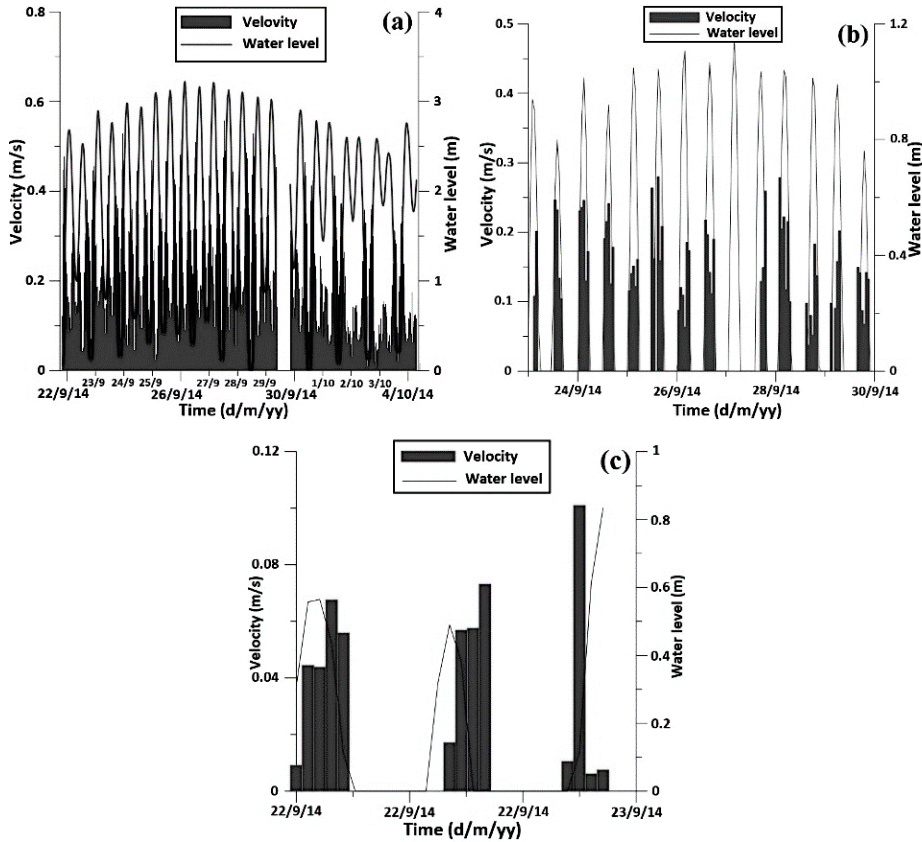 Velovity
Water level
(a)
0.8
0.6
0.4
0.2
0
Velocity (m/s)
4
3
2
1
0
Water level (m)
23/9 24/9 25/9 27/9 28/9 29/9 1/10 2/10 3/10
22/9/14 26/9/14 30/9/14 4/10/14
Time (d/m/yy)
Velocity
Water level
(b)
0.5
0.4
0.3
0.2
0.1
0
Velocity (m/s)
1.2
0.8
0.4
0
Water level (m)
24/9/14 26/9/14 28/9/14 30/9/14
Time (d/m/yy)
Velocity
Water level
(c)
0.12
0.08
0.04
0
Velocity (m/s)
1
0.8
0.6
0.4
0.2
0
Water level (m)
22/9/14 22/9/14 22/9/14 23/9/14
Time (d/m/yy)